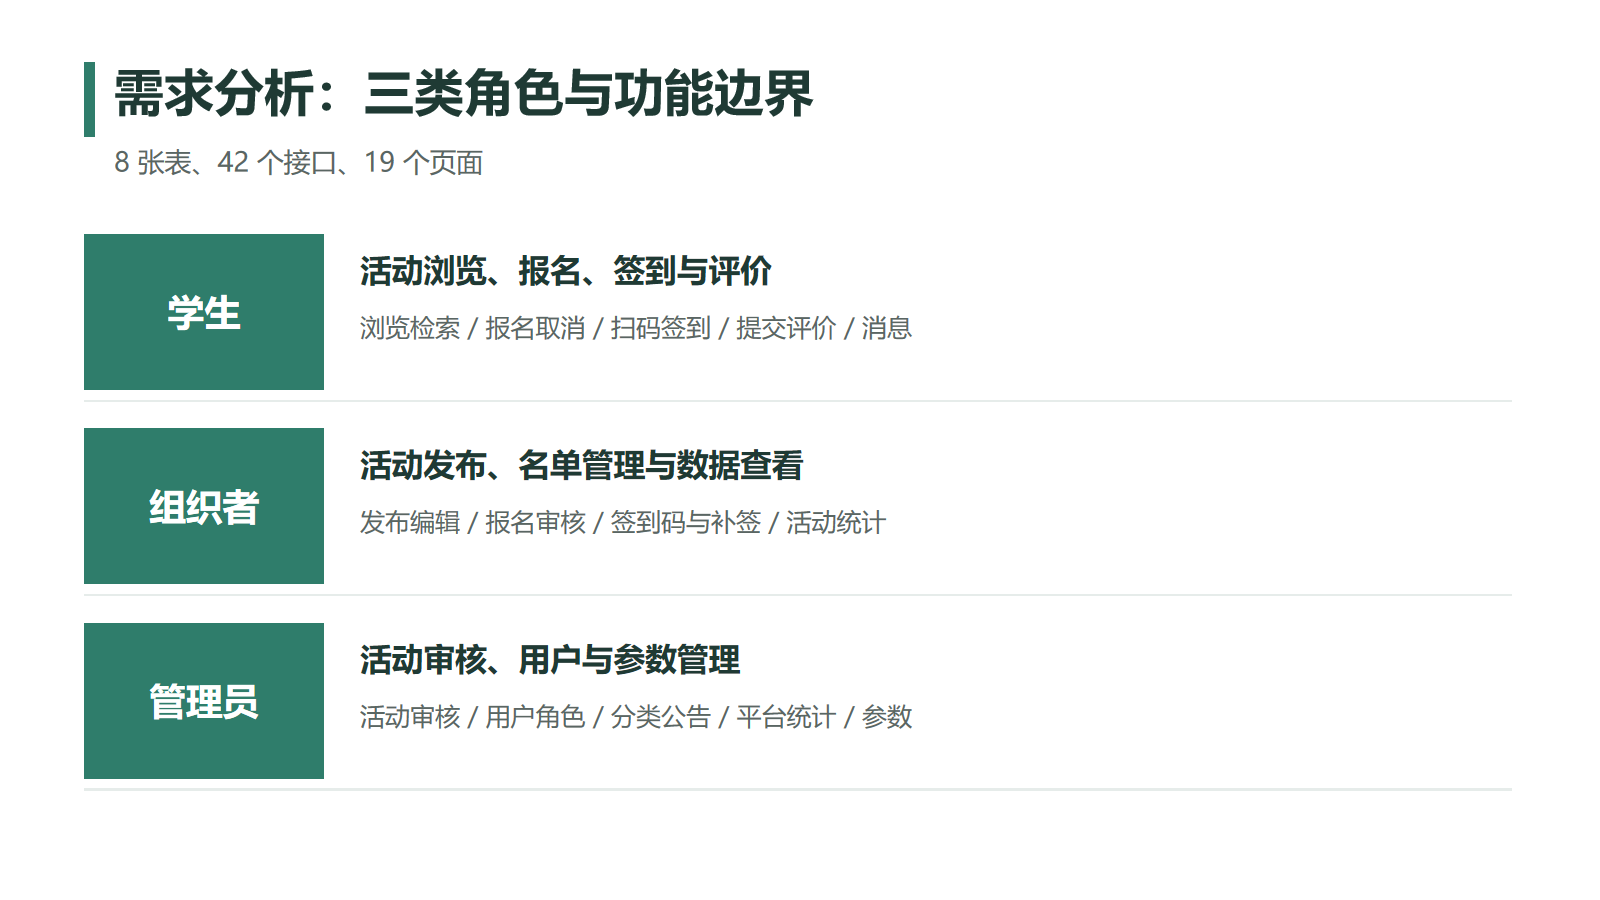 需求分析：三类角色与功能边界
8 张表、42 个接口、19 个页面
学生
活动浏览、报名、签到与评价
浏览检索 / 报名取消 / 扫码签到 / 提交评价 / 消息
组织者
活动发布、名单管理与数据查看
发布编辑 / 报名审核 / 签到码与补签 / 活动统计
管理员
活动审核、用户与参数管理
活动审核 / 用户角色 / 分类公告 / 平台统计 / 参数